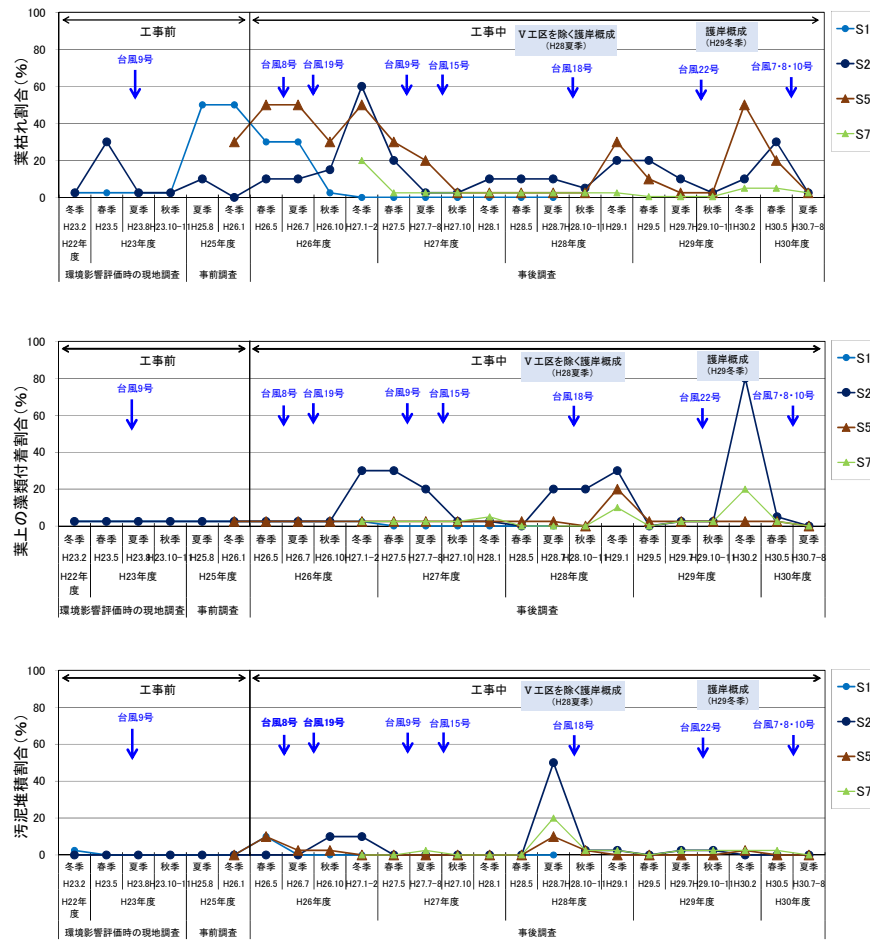 100
80
60
40
20
0
葉枯れ割合(%)
工事前
工事中
台風9号
台風8号
台風19号
台風9号
台風15号
Ⅴ工区を除く護岸概成
(H28夏季)
台風18号
護岸概成
(H29冬季)
台風22号
台風7・8・10号
S1
S2
S5
S7
冬季 春季 夏季 秋季 夏季 冬季 春季 夏季 秋季 冬季 春季 夏季 秋季 冬季 春季 夏季 秋季 冬季 春季 夏季 秋季 冬季 春季 夏季
H23.2 H23.5 H23.8 H23.10-11 H25.8 H26.1 H26.5 H26.7 H26.10 H27.1-2 H27.5 H27.7-8 H27.10 H28.1 H28.5 H28.7 H28.10-11 H29.1 H29.5 H29.7 H29.10-11 H30.2 H30.5 H30.7-8
H22年度 H23年度 H25年度 H26年度 H27年度 H28年度 H29年度 H30年度
環境影響評価時の現地調査 事前調査 事後調査
100
80
60
40
20
0
葉上の藻類付着割合(%)
工事前
工事中
台風9号
台風8号
台風19号
台風9号
台風15号
Ⅴ工区を除く護岸概成
(H28夏季)
台風18号
護岸概成
(H29冬季)
台風22号
台風7・8・10号
S1
S2
S5
S7
冬季 春季 夏季 秋季 夏季 冬季 春季 夏季 秋季 冬季 春季 夏季 秋季 冬季 春季 夏季 秋季 冬季 春季 夏季 秋季 冬季 春季 夏季
H23.2 H23.5 H23.8 H23.10-11 H25.8 H26.1 H26.5 H26.7 H26.10 H27.1-2 H27.5 H27.7-8 H27.10 H28.1 H28.5 H28.7 H28.10-11 H29.1 H29.5 H29.7 H29.10-11 H30.2 H30.5 H30.7-8
H22年度 H23年度 H25年度 H26年度 H27年度 H28年度 H29年度 H30年度
環境影響評価時の現地調査 事前調査 事後調査
100
80
60
40
20
0
汚泥堆積割合(%)
工事前
工事中
台風9号
台風8号
台風19号
台風9号
台風15号
Ⅴ工区を除く護岸概成
(H28夏季)
台風18号
護岸概成
(H29冬季)
台風22号
台風7・8・10号
S1
S2
S5
S7
冬季 春季 夏季 秋季 夏季 冬季 春季 夏季 秋季 冬季 春季 夏季 秋季 冬季 春季 夏季 秋季 冬季 春季 夏季 秋季 冬季 春季 夏季
H23.2 H23.5 H23.8 H23.10-11 H25.8 H26.1 H26.5 H26.7 H26.10 H27.1-2 H27.5 H27.7-8 H27.10 H28.1 H28.5 H28.7 H28.10-11 H29.1 H29.5 H29.7 H29.10-11 H30.2 H30.5 H30.7-8
H22年度 H23年度 H25年度 H26年度 H27年度 H28年度 H29年度 H30年度
環境影響評価時の現地調査 事前調査 事後調査